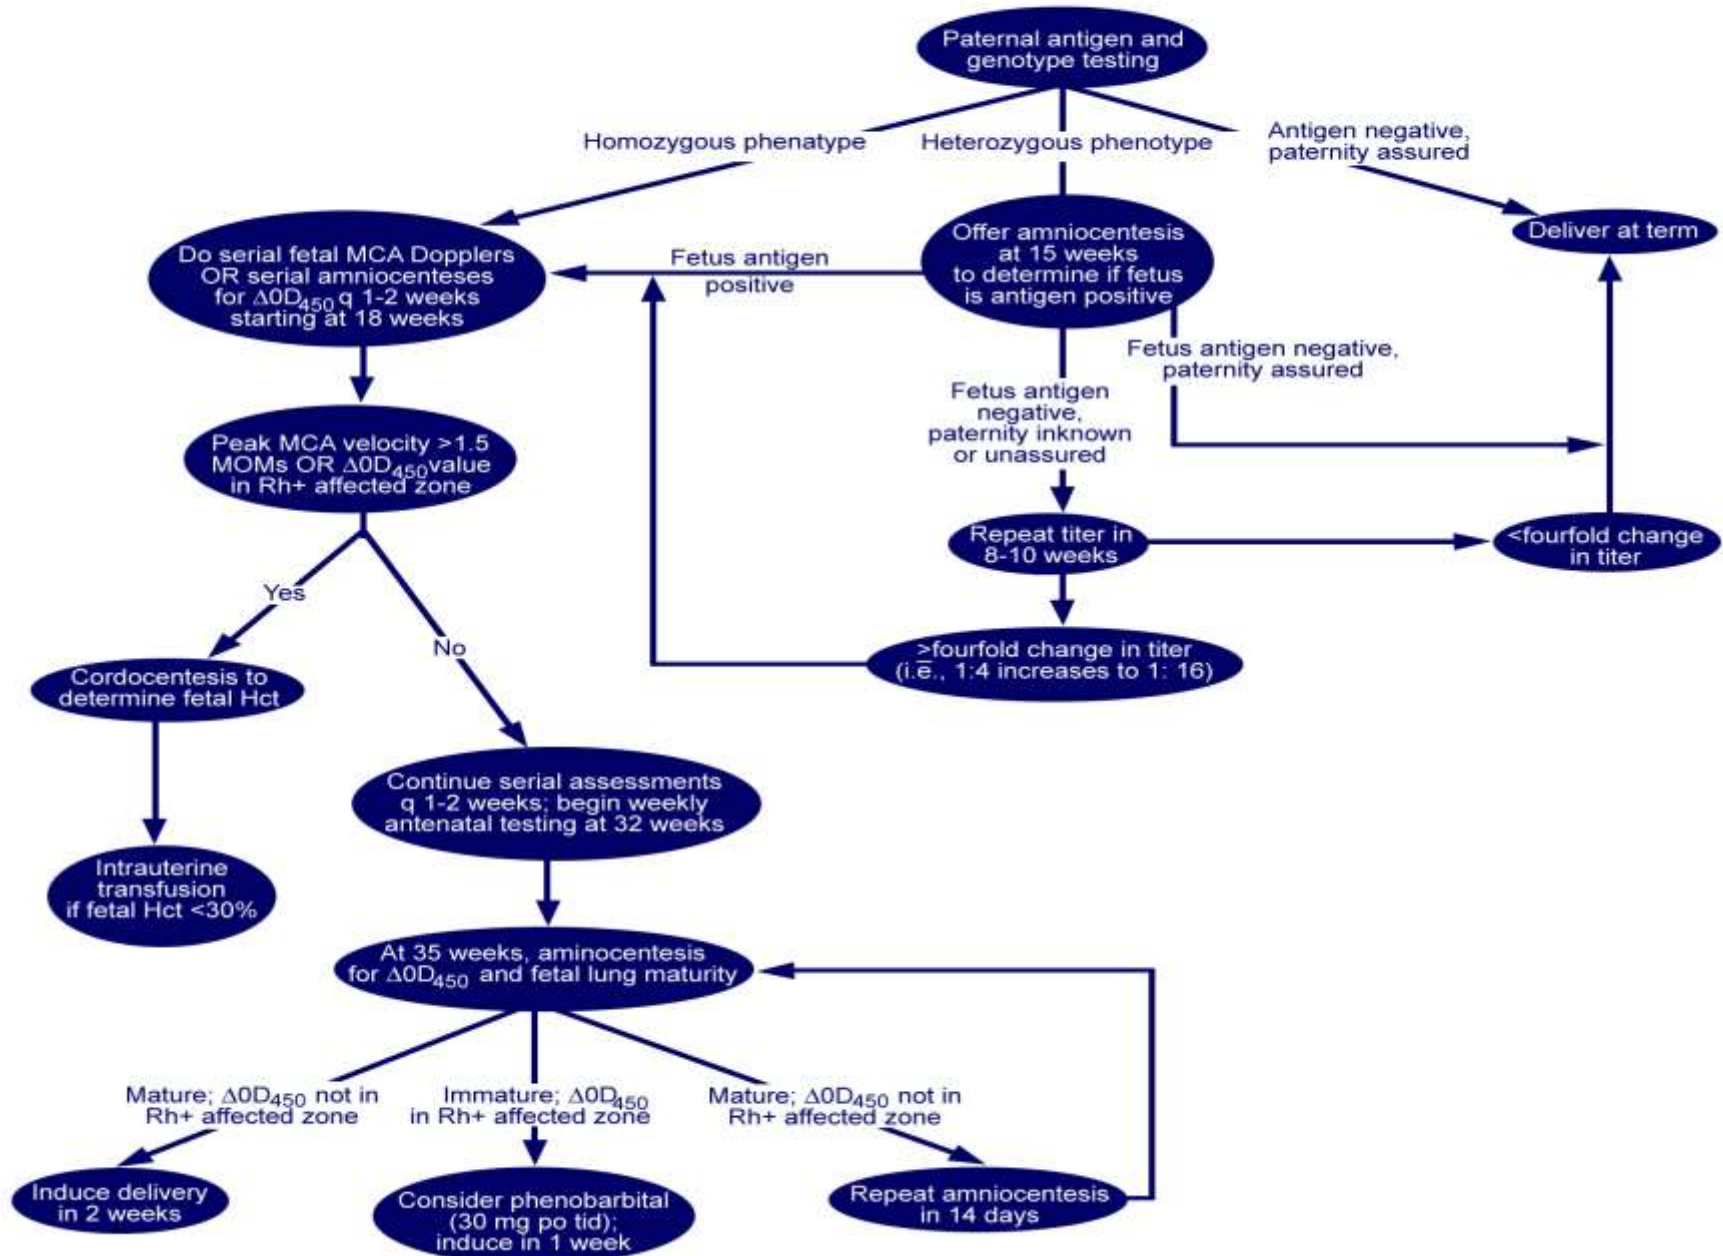 Paternal antigen and
genotype testing
Homozygous phenatype
Heterozygous phenotype
Antigen negative,
paternity assured
Do serial fetal MCA Dopplers
OR serial amniocenteses
for Δ0D450 q 1-2 weeks
starting at 18 weeks
Fetus antigen
positive
Offer amniocentesis
at 15 weeks
to determine if fetus
is antigen positive
Deliver at term
Fetus antigen negative,
paternity assured
Fetus antigen
negative,
paternity inknown
or unassured
Peak MCA velocity >1.5
MOMs OR Δ0D450 value
in Rh+ affected zone
Repeat titer in
8-10 weeks
<fourfold change
in titer
Yes
No
>fourfold change in titer
(i.e., 1:4 increases to 1: 16)
Cordocentesis to
determine fetal Hct
Continue serial assessments
q 1-2 weeks; begin weekly
antenatal testing at 32 weeks
Intrauterine
transfusion
if fetal Hct <30%
At 35 weeks, aminocentesis
for Δ0D450 and fetal lung maturity
Mature; Δ0D450 not in
Rh+ affected zone
Immature; Δ0D450
in Rh+ affected zone
Mature; Δ0D450 not in
Rh+ affected zone
Induce delivery
in 2 weeks
Consider phenobarbital
(30 mg po tid);
induce in 1 week
Repeat amniocentesis
in 14 days